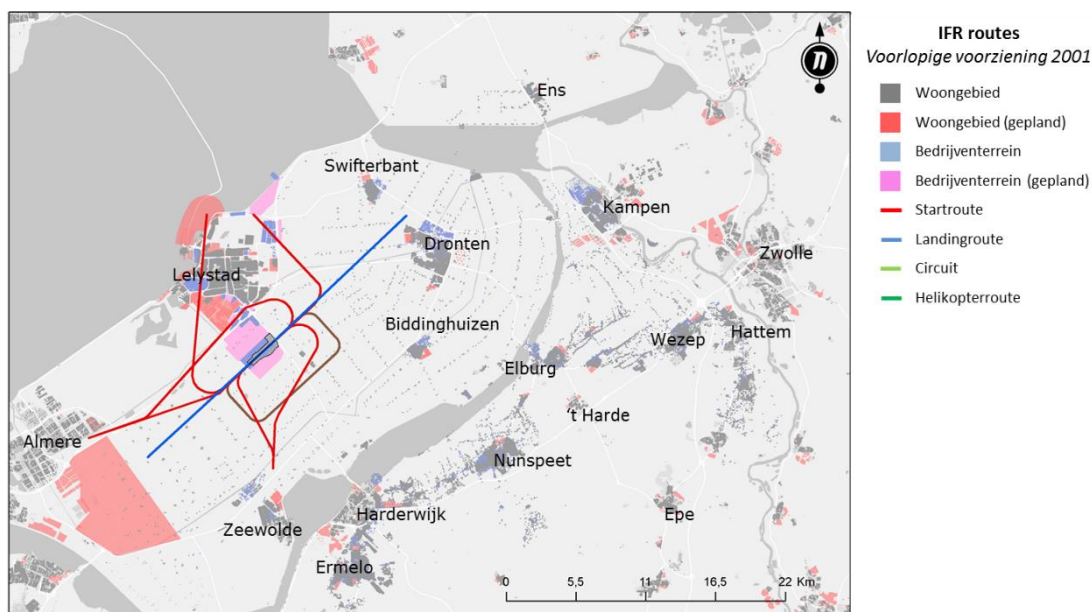 Ens
Swifterbant
Kampen
Dronten
Zwolle
Lelystad
Biddinghuizen
Hattem
Wezep
Elburg
't Harde
Almere
Nunspeet
Zeewolde
Harderwijk
Epe
Ermelo
0 5,5 11 16,5 22 Km
IFR routes
Voorlopige voorziening 2001
Woongebied
Woongebied (gepland)
Bedrijventerrein
Bedrijventerrein (gepland)
Startroute
Landingroute
Circuit
Helikopterroute